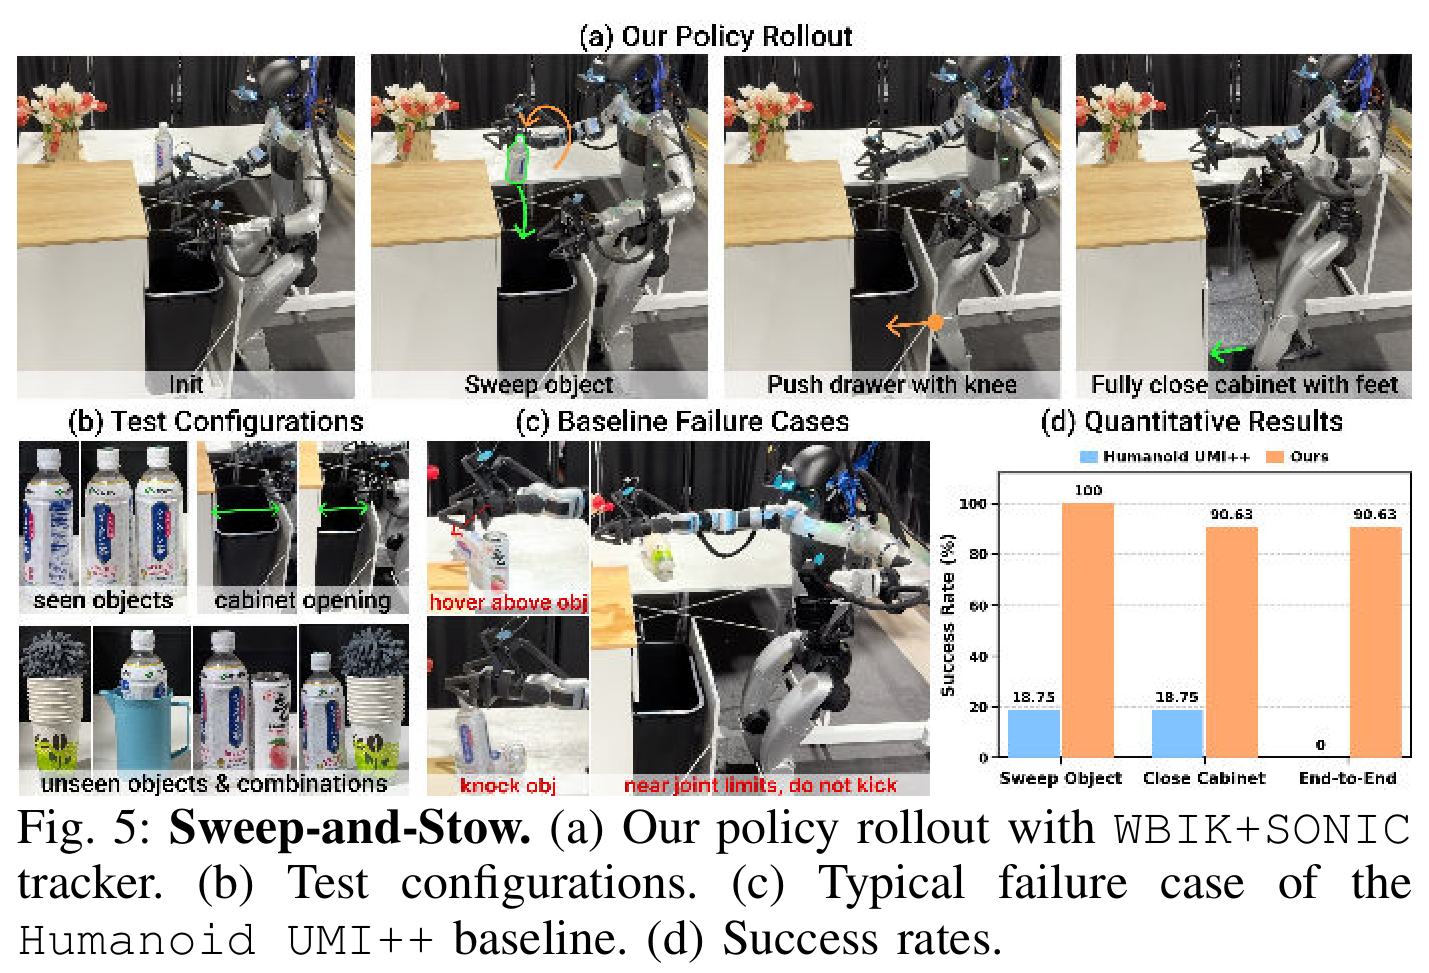 (a) Our Policy Rollout
Init
Sweep object
Push drawer with knee
Fully close cabinet with feet
(b) Test Configurations
seen objects
cabinet opening
unseen objects & combinations
(c) Baseline Failure Cases
hover above obj
knock obj
near joint limits, do not kick
(d) Quantitative Results
Humanoid UMI++ Ours
Success Rate (%)
100
80
60
40
20
0
18.75 100
18.75 90.63
0 90.63
Sweep Object Close Cabinet End-to-End
Fig. 5: Sweep-and-Stow. (a) Our policy rollout with WBIK+SONIC
tracker. (b) Test configurations. (c) Typical failure case of the
Humanoid UMI++ baseline. (d) Success rates.